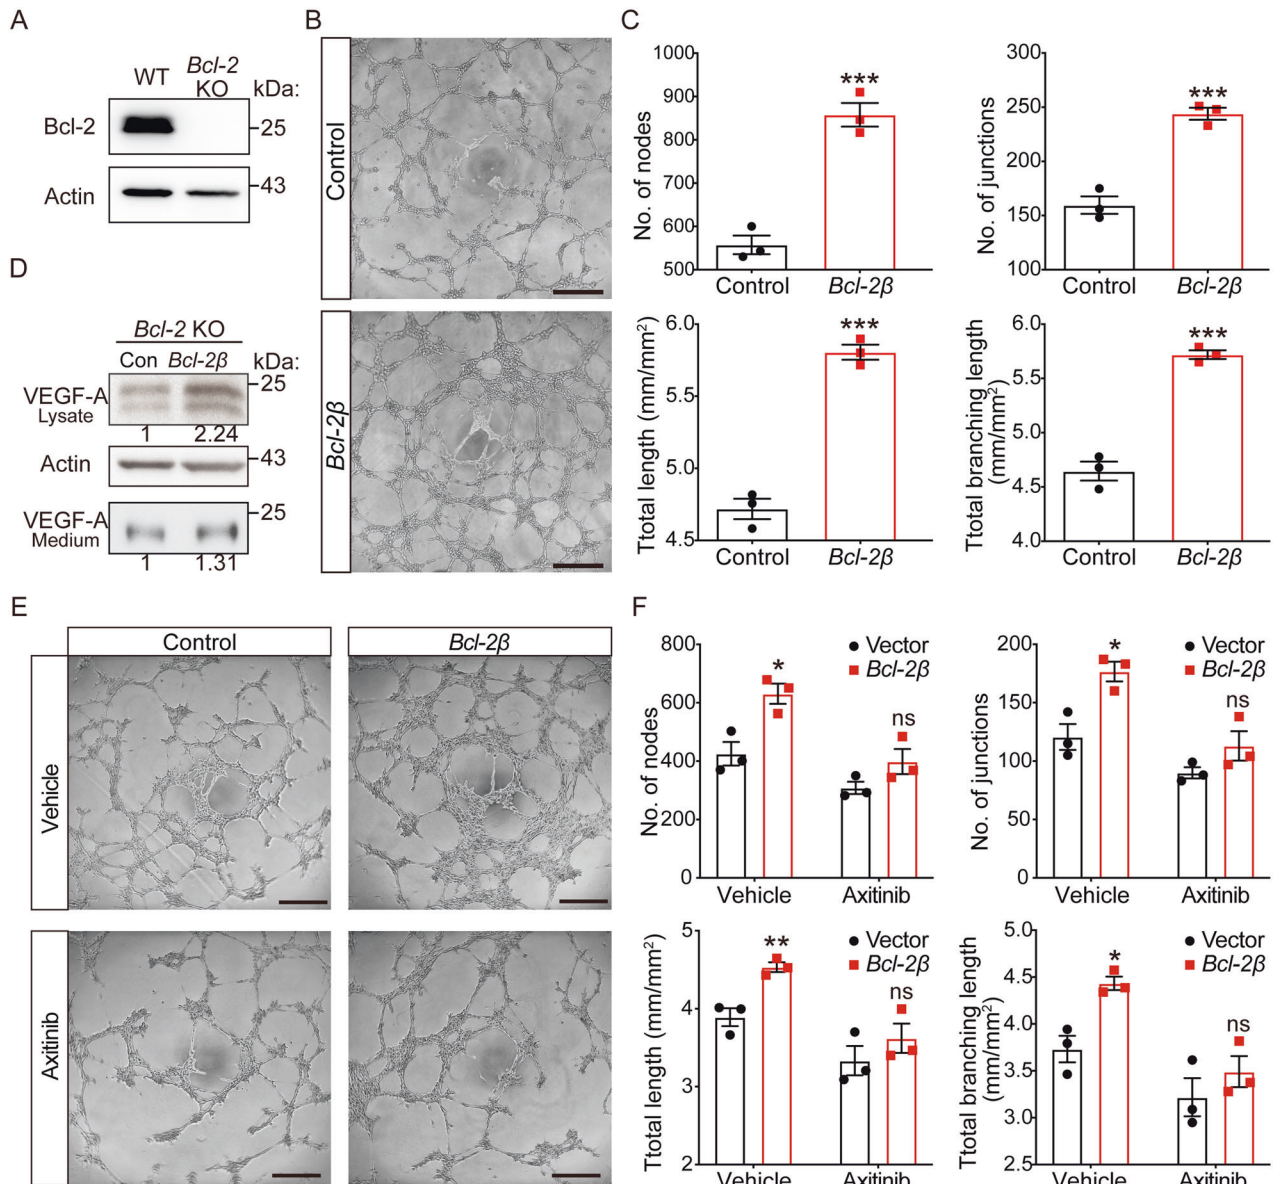 A
WT
Bcl-2
KO
kDa:
Bcl-2
25
Actin
43
B
Control
Bcl-2β
C
No. of nodes
1000
900
800
700
600
500
***
Control
Bcl-2β
No. of junctions
300
250
200
150
100
***
Control
Bcl-2β
Ttotal length (mm/mm²)
6.0
5.5
5.0
4.5
***
Control
Bcl-2β
Ttotal branching length
(mm/mm²)
6.0
5.5
5.0
4.5
4.0
***
Control
Bcl-2β
D
Bcl-2 KO
Con Bcl-2β
kDa:
VEGF-A
Lysate
25
1 2.24
Actin
43
VEGF-A
Medium
25
1 1.31
E
Control
Bcl-2β
Vehicle
Axitinib
F
No. of nodes
800
600
400
200
0
Vector
Bcl-2β
*
ns
Vehicle
Axitinib
No. of junctions
200
150
100
50
0
Vector
Bcl-2β
*
ns
Vehicle
Axitinib
Ttotal length (mm/mm²)
5
4
3
2
Vector
Bcl-2β
**
ns
Vehicle
Axitinib
Ttotal branching length
(mm/mm²)
5.0
4.5
4.0
3.5
3.0
2.5
Vector
Bcl-2β
*
ns
Vehicle
Axitinib